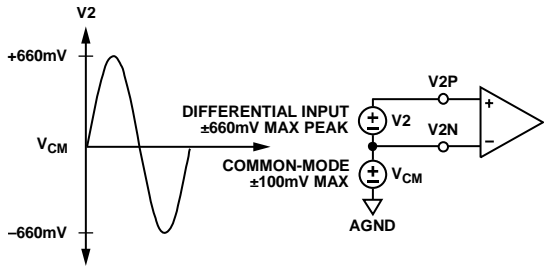 V2
+660mV
V2P
DIFFERENTIAL INPUT
±660mV MAX PEAK
+
−
V2
+
−
V2N
VCM
COMMON-MODE
±100mV MAX
+
−
VCM
AGND
−660mV